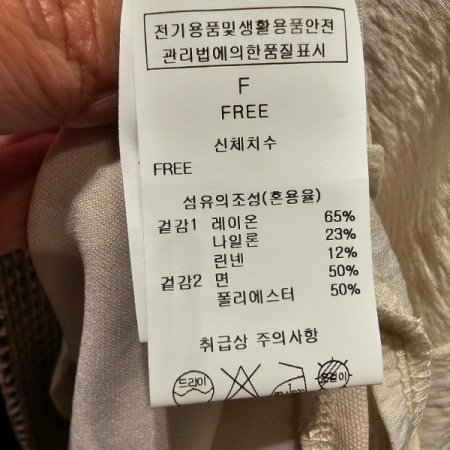 전기용품및생활용품안전
관리법에의한품질표시
F
FREE
신체치수
FREE
섬유의조성(혼용율)
겉감1 레이온 65%
나일론 23%
린넨 12%
겉감2 면 50%
폴리에스터 50%
취급상 주의사항
드라이